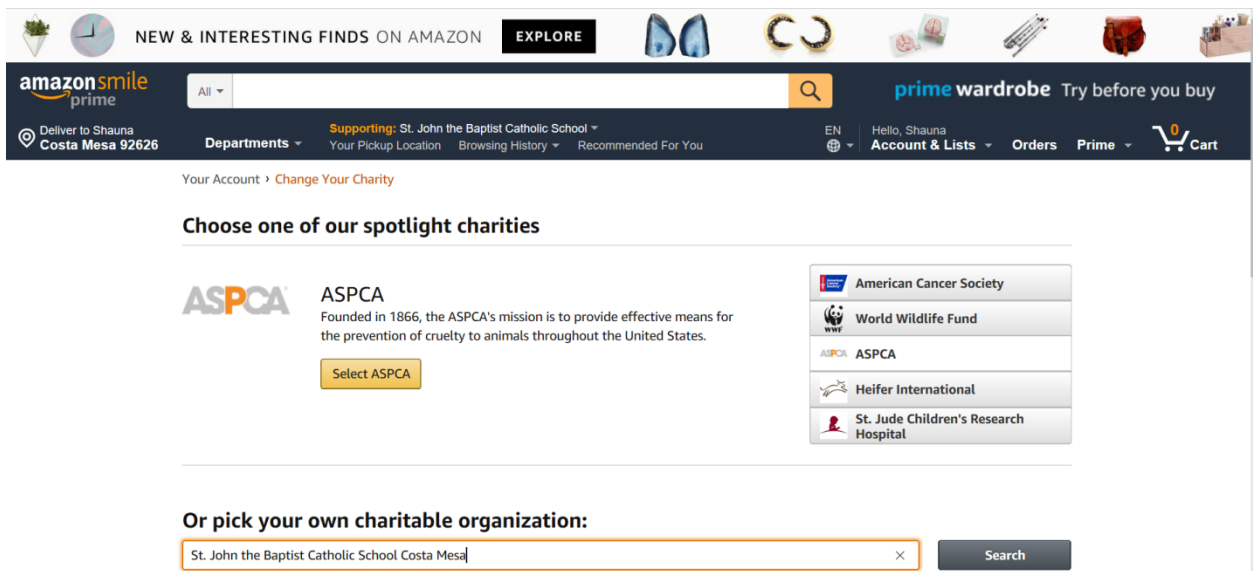 NEW & INTERESTING FINDS ON AMAZON EXPLORE
amazonsmile
prime
All
prime wardrobe Try before you buy
Deliver to Shauna
Costa Mesa 92626
Departments
Supporting: St. John the Baptist Catholic School
Your Pickup Location Browsing History Recommended For You
EN
Hello, Shauna
Account & Lists Orders Prime 0 Cart
Your Account › Change Your Charity
Choose one of our spotlight charities
ASPCA
ASPCA
Founded in 1866, the ASPCA's mission is to provide effective means for
the prevention of cruelty to animals throughout the United States.
Select ASPCA
American Cancer Society
WWF World Wildlife Fund
ASPCA ASPCA
Heifer International
St. Jude Children's Research
Hospital
Or pick your own charitable organization:
St. John the Baptist Catholic School Costa Mesa × Search